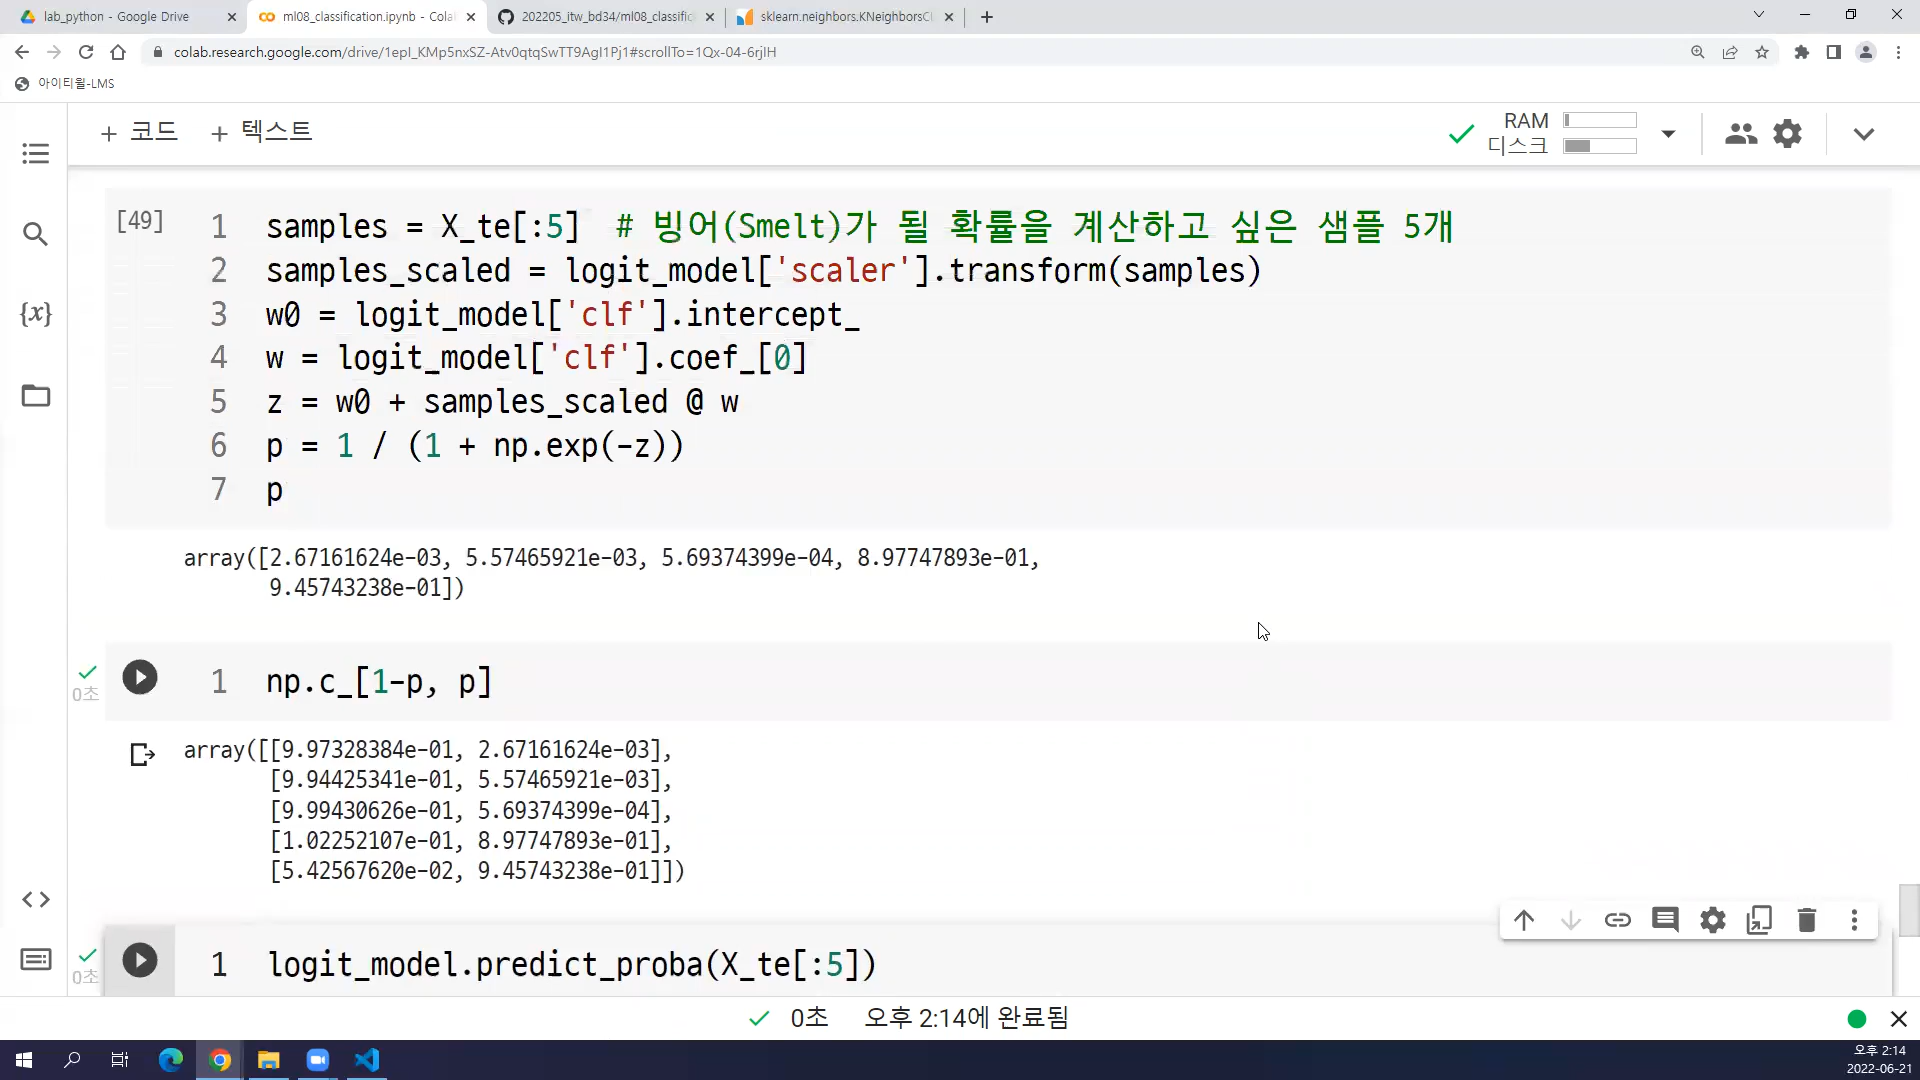 lab_python - Google Drive
ml08_classification.ipynb - Cola
202205_itw_bd34/ml08_classific
sklearn.neighbors.KNeighborsCl
colab.research.google.com/drive/1epI_KMp5nxSZ-Atv0qtqSwTT9AgI1Pj1#scrollTo=1Qx-04-6rjIH
아이티윌-LMS
+ 코드 + 텍스트
RAM
디스크
[49]
1 samples = X_te[:5]  # 빙어(Smelt)가 될 확률을 계산하고 싶은 샘플 5개
2 samples_scaled = logit_model['scaler'].transform(samples)
3 w0 = logit_model['clf'].intercept_
4 w = logit_model['clf'].coef_[0]
5 z = w0 + samples_scaled @ w
6 p = 1 / (1 + np.exp(-z))
7 p
array([2.67161624e-03, 5.57465921e-03, 5.69374399e-04, 8.97747893e-01,
9.45743238e-01])
0초
1 np.c_[1-p, p]
array([[9.97328384e-01, 2.67161624e-03],
[9.94425341e-01, 5.57465921e-03],
[9.99430626e-01, 5.69374399e-04],
[1.02252107e-01, 8.97747893e-01],
[5.42567620e-02, 9.45743238e-01]])
0초
1 logit_model.predict_proba(X_te[:5])
0초 오후 2:14에 완료됨
오후 2:14
2022-06-21